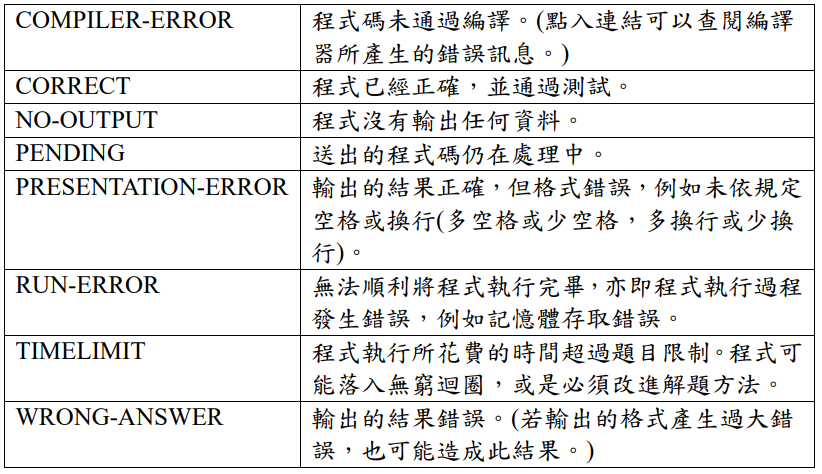 COMPILER-ERROR 程式碼未通過編譯。(點入連結可以查閱編譯
器所產生的錯誤訊息。)
CORRECT 程式已經正確，並通過測試。
NO-OUTPUT 程式沒有輸出任何資料。
PENDING 送出的程式碼仍在處理中。
PRESENTATION-ERROR 輸出的結果正確，但格式錯誤，例如未依規定
空格或換行(多空格或少空格，多換行或少換
行)。
RUN-ERROR 無法順利將程式執行完畢，亦即程式執行過程
發生錯誤，例如記憶體存取錯誤。
TIMELIMIT 程式執行所花費的時間超過題目限制。程式可
能落入無窮迴圈，或是必須改進解題方法。
WRONG-ANSWER 輸出的結果錯誤。(若輸出的格式產生過大錯
誤，也可能造成此結果。)